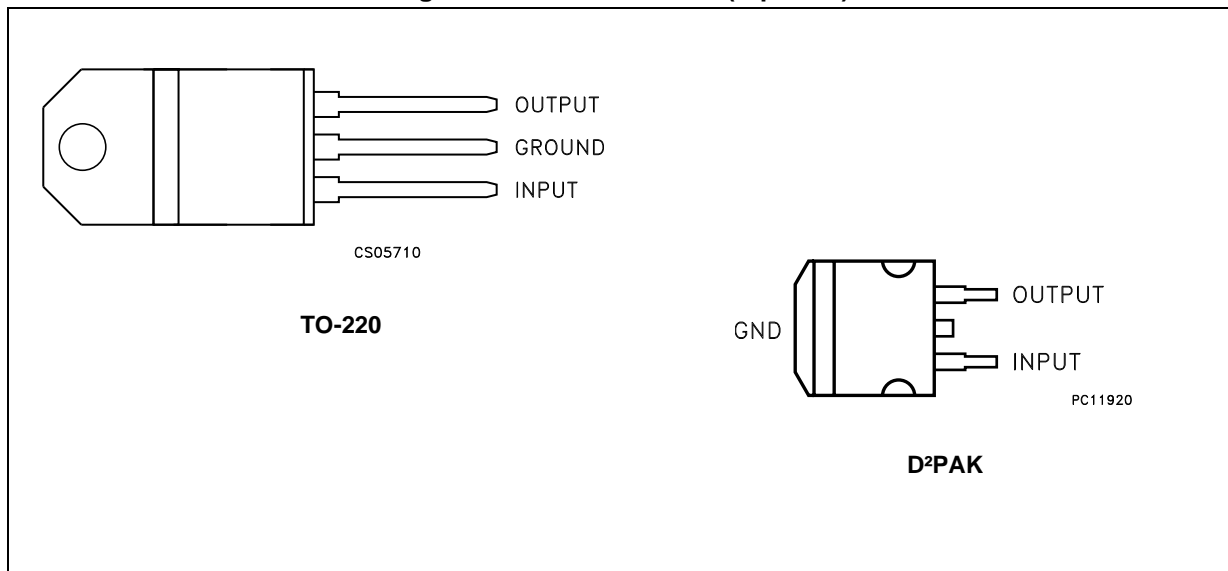 OUTPUT
GROUND
INPUT
CS05710
TO-220
OUTPUT
GND
INPUT
PC11920
D²PAK